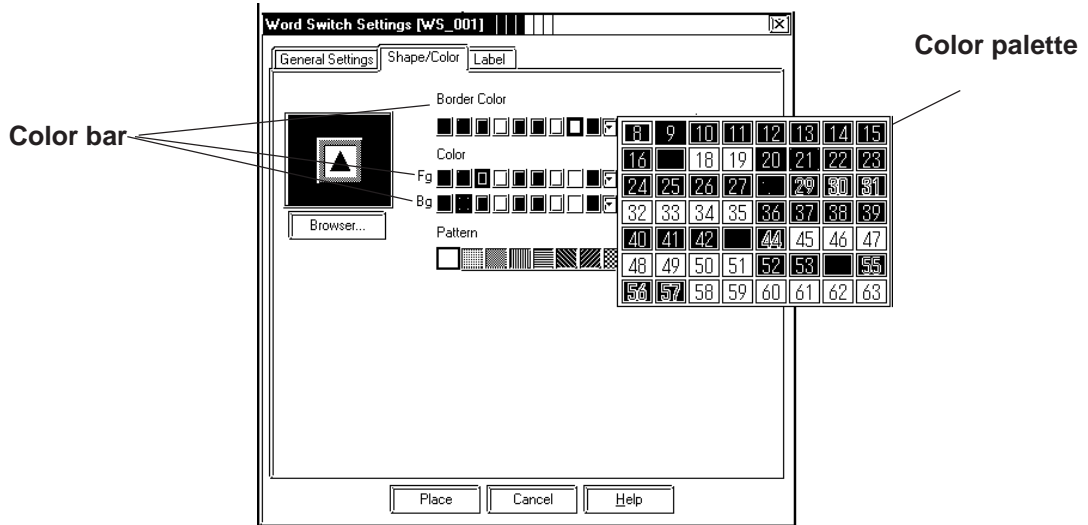 Word Switch Settings [WS_001]
General Settings Shape/Color Label
Color palette
Color bar
Border Color
Color
Fg
Bg
Browser...
Pattern
8 9 10 11 12 13 14 15
16 18 19 20 21 22 23
24 25 26 27 29 30 31
32 33 34 35 36 37 38 39
40 41 42 44 45 46 47
48 49 50 51 52 53 55
56 57 58 59 60 61 62 63
Place Cancel Help